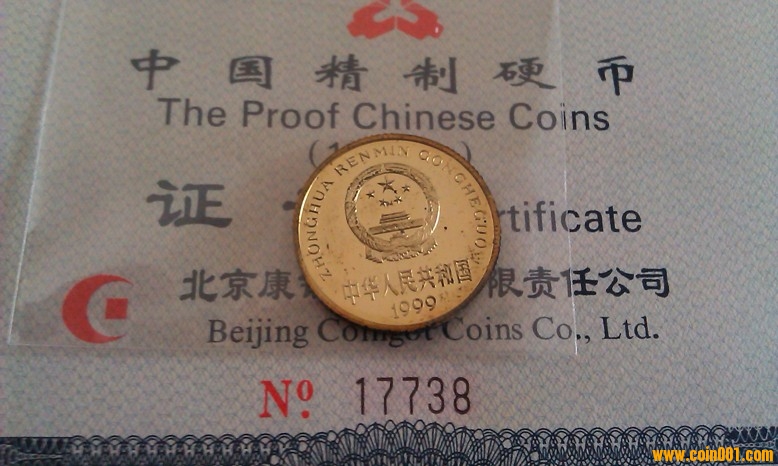 中国精制硬币
The Proof Chinese Coins
(1
)
ZHONGHUA RENMIN GONGHEGUO
中华人民共和国
1999
证
rtificate
北京康
限责任公司
Beijing Coingot Coins Co., Ltd.
Nº. 17738
www.coin001.com